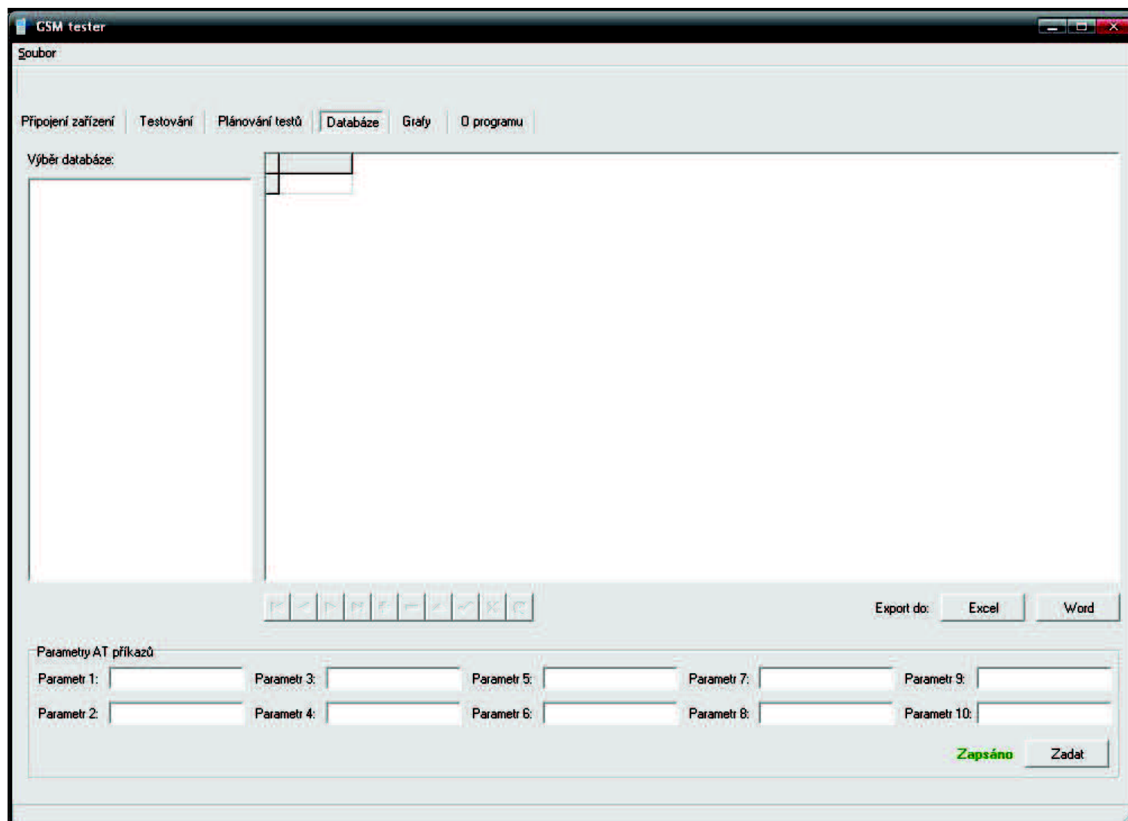 GSM tester
Soubor
Připojení zařízení Testování Plánování testů Databáze Grafy O programu
Výběr databáze:
Export do: Excel Word
Parametry AT příkazů
Parametr 1: Parametr 3: Parametr 5: Parametr 7: Parametr 9:
Parametr 2: Parametr 4: Parametr 6: Parametr 8: Parametr 10:
Zapsáno Zadat